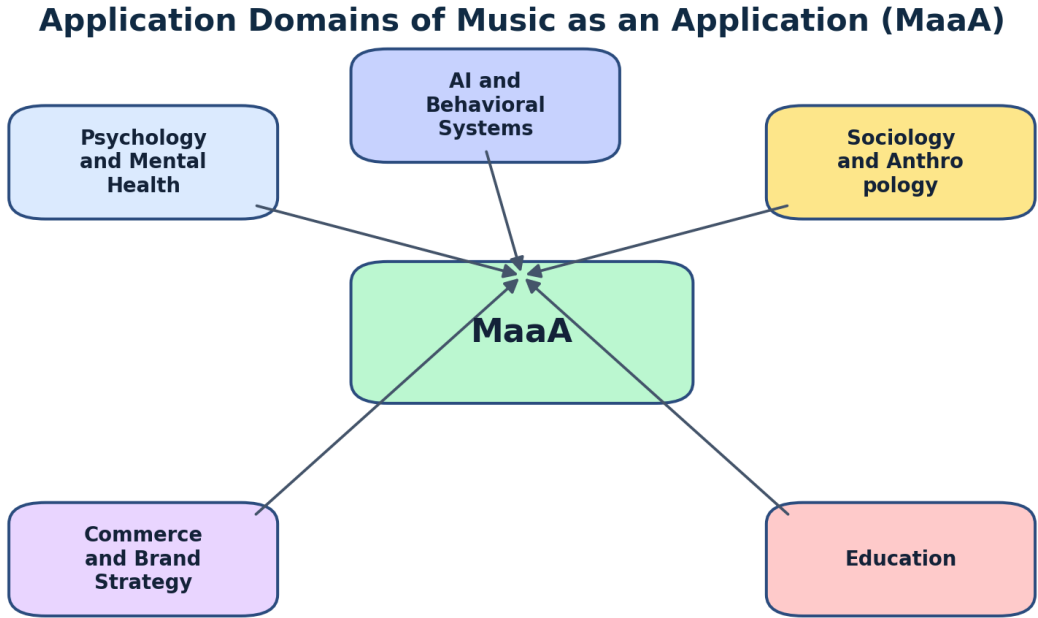 Application Domains of Music as an Application (MaaA)
AI and
Behavioral
Systems
Psychology
and Mental
Health
Sociology
and Anthro
pology
MaaA
Commerce
and Brand
Strategy
Education